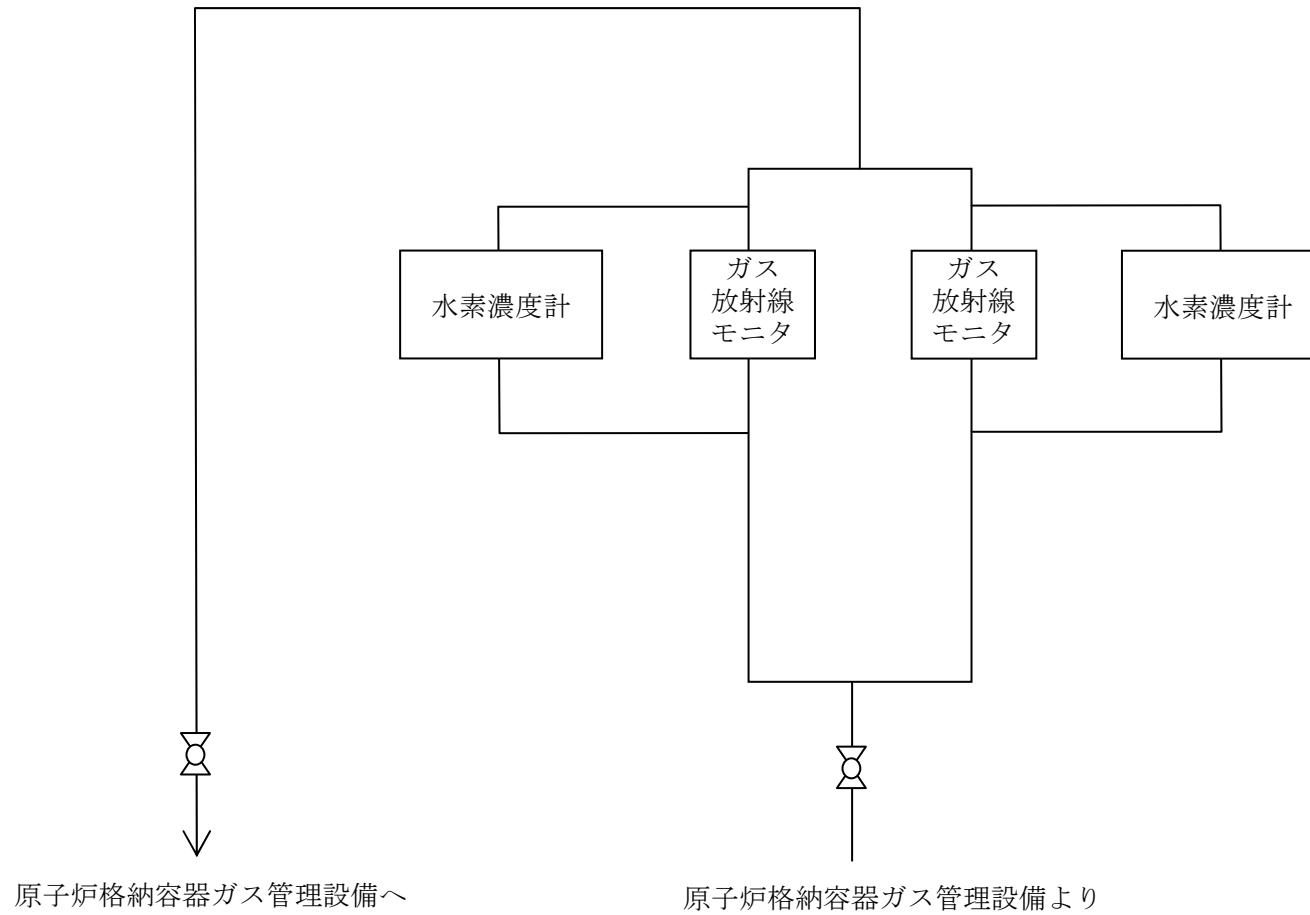 水素濃度計
ガス
放射線
モニタ
ガス
放射線
モニタ
水素濃度計
原子炉格納容器ガス管理設備へ
原子炉格納容器ガス管理設備より